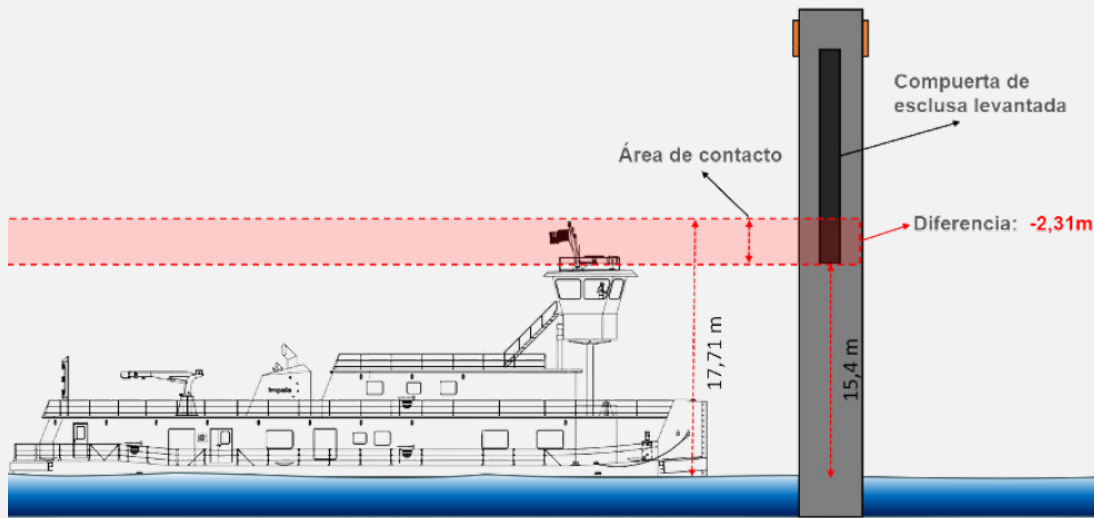 Compuerta de
esclusa levantada
Área de contacto
Diferencia: -2,31m
17,71 m
15,4 m